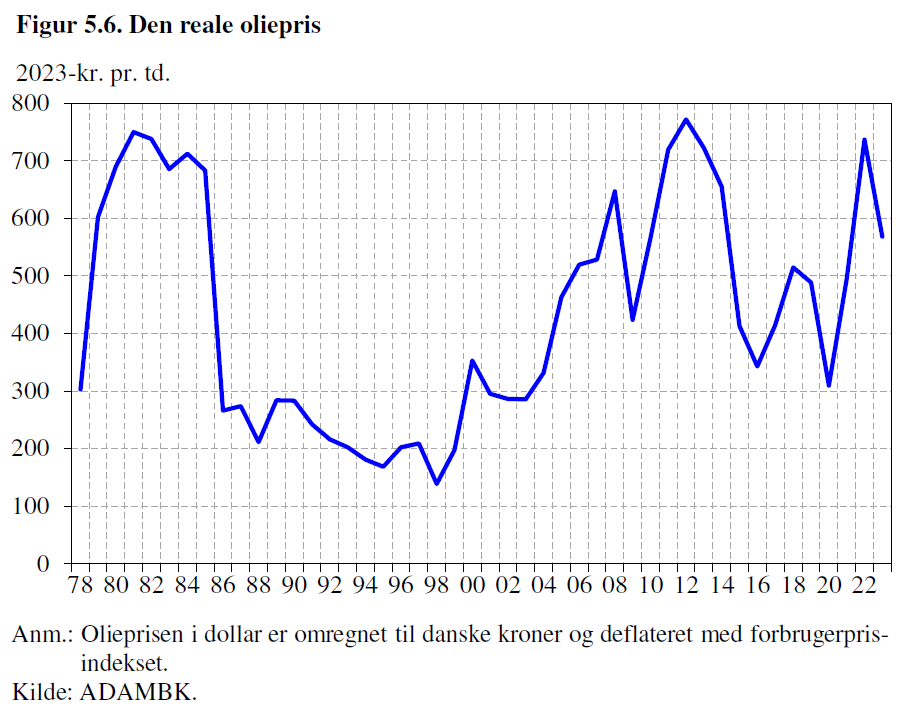 Figur 5.6. Den reale oliepris
2023-kr. pr. td.
800
700
600
500
400
300
200
100
0
78 80 82 84 86 88 90 92 94 96 98 00 02 04 06 08 10 12 14 16 18 20 22
Anm.: Olieprisen i dollar er omregnet til danske kroner og deflateret med forbrugerpris-
indekset.
Kilde: ADAMBK.